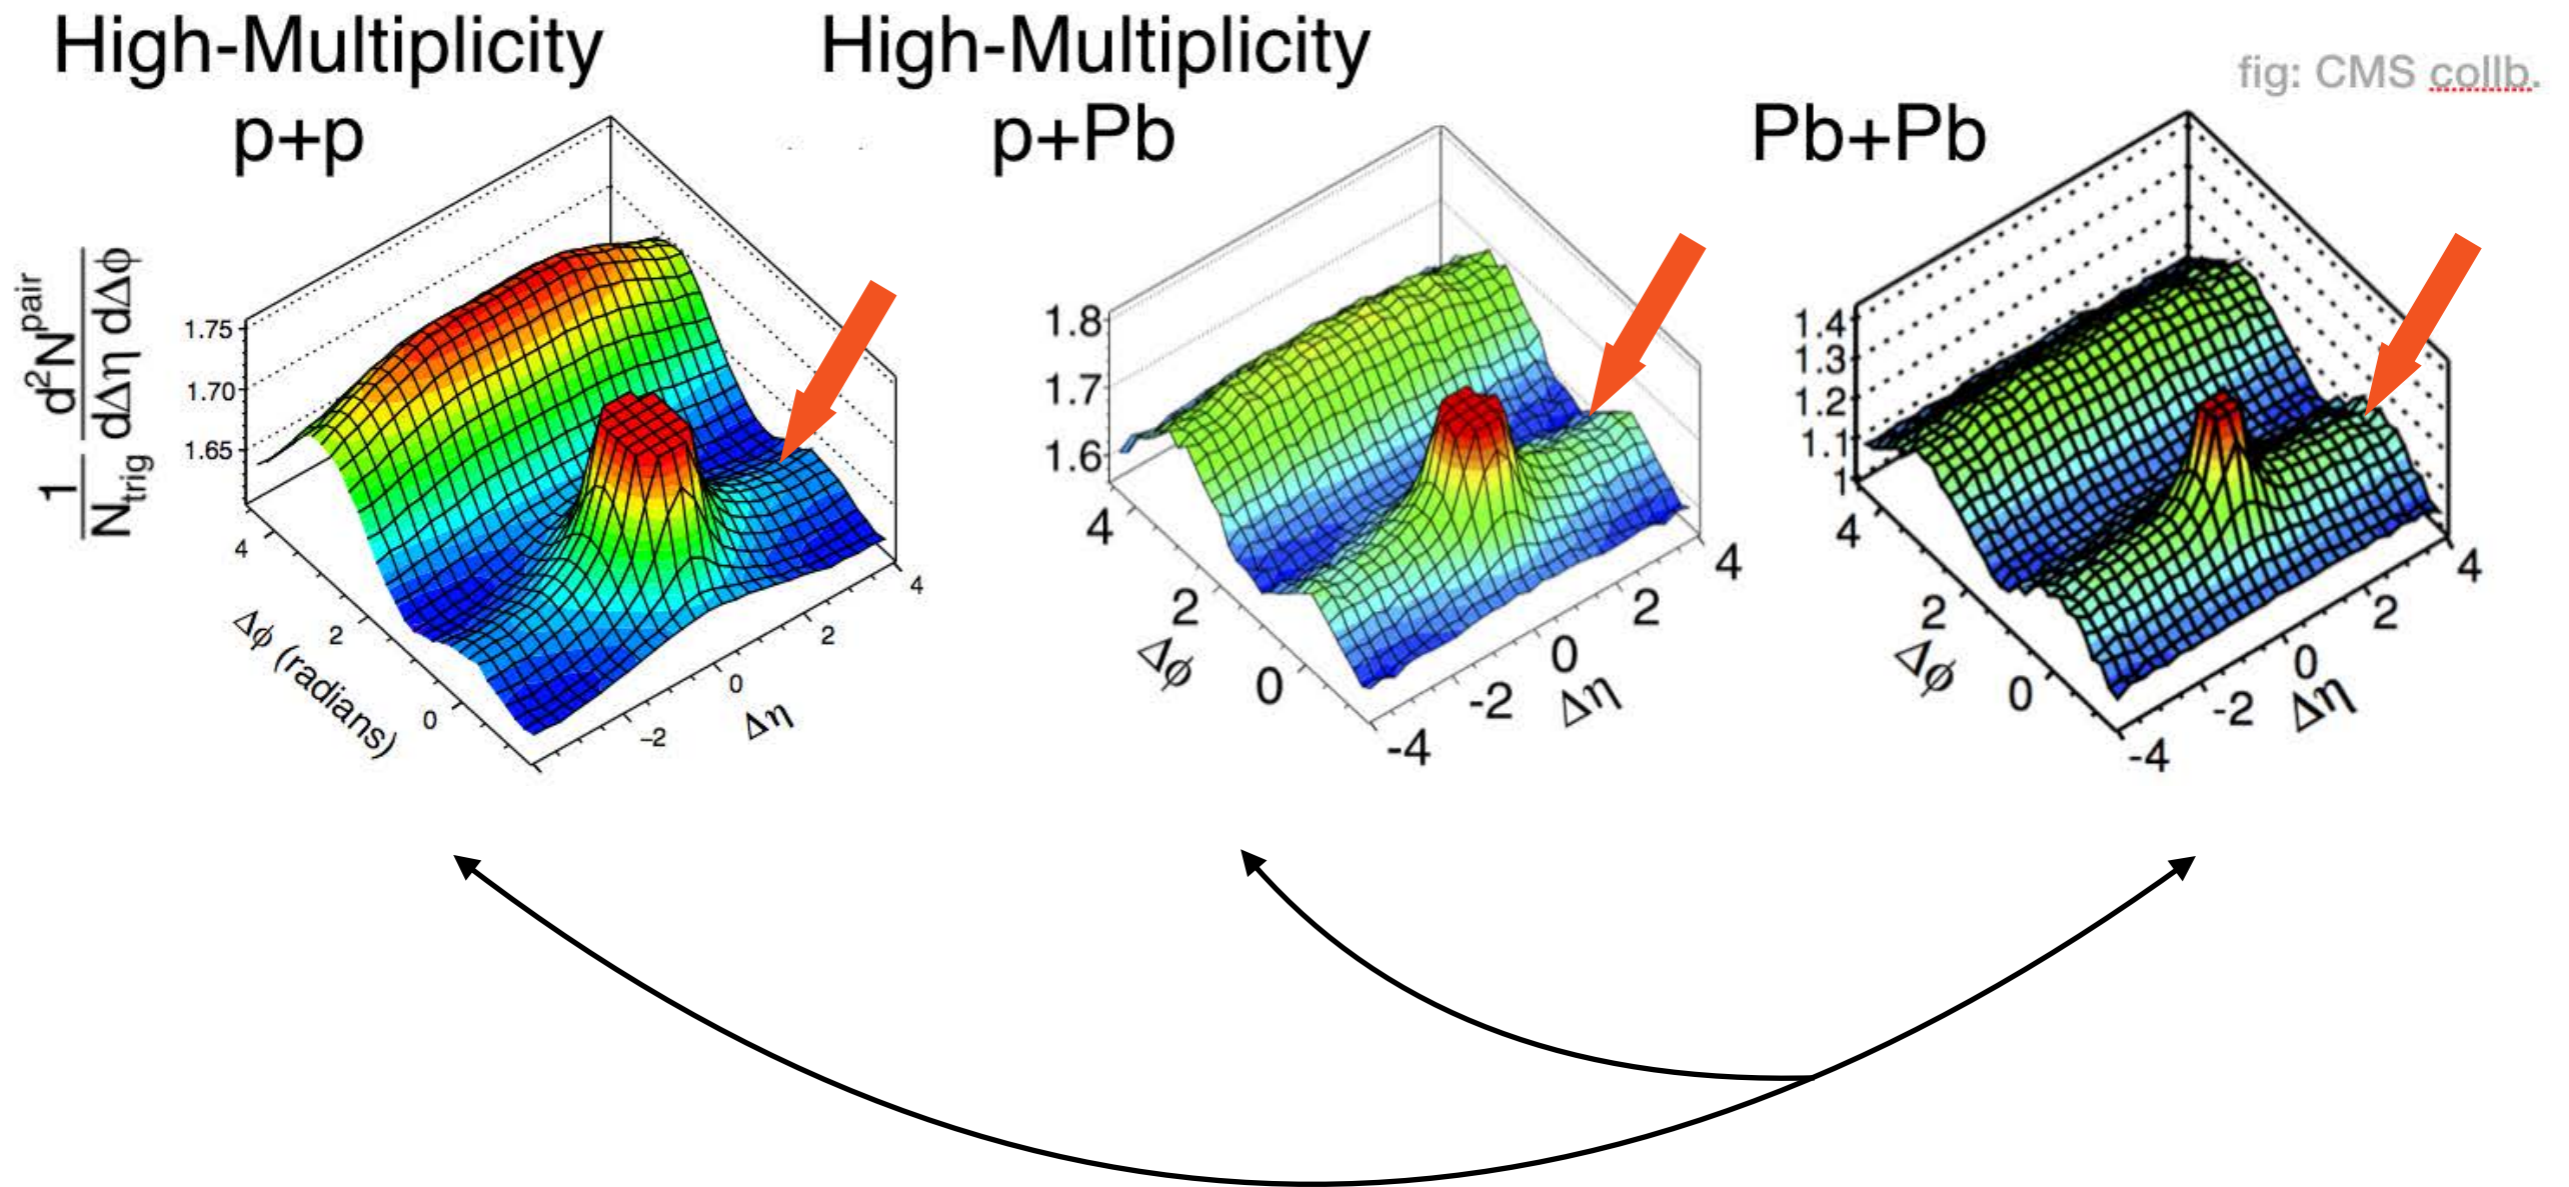 High-Multiplicity
p+p
High-Multiplicity
p+Pb
fig: CMS collb.
Pb+Pb
1 d²N^pair
N_trig dΔη dΔϕ
1.75
1.70
1.65
4
2
0
Δϕ (radians)
−2
0
2
4
Δη
1.8
1.7
1.6
4
2
0
Δϕ
-4
-2
0
2
4
Δη
1.4
1.3
1.2
1.1
1
4
2
0
Δϕ
-4
-2
0
2
4
Δη